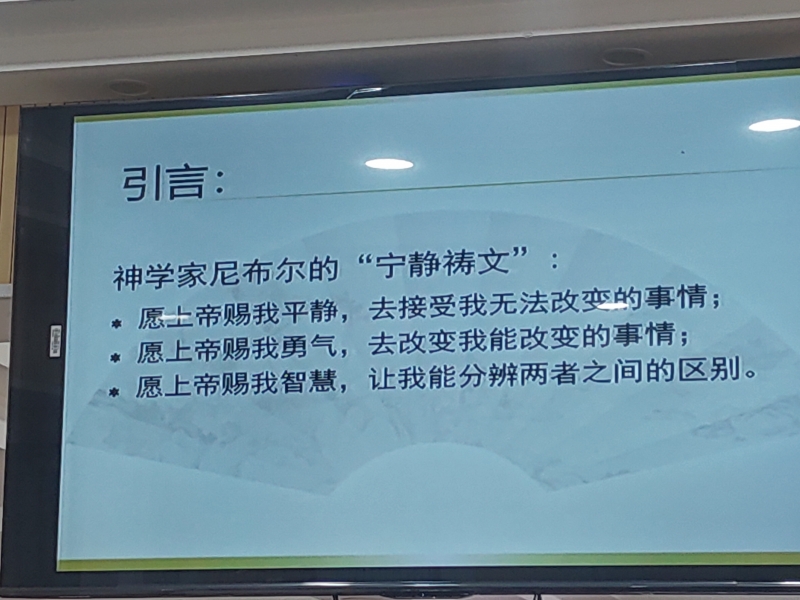 引言：
神学家尼布尔的“宁静祷文”：
* 愿上帝赐我平静，去接受我无法改变的事情；
* 愿上帝赐我勇气，去改变我能改变的事情；
* 愿上帝赐我智慧，让我能分辨两者之间的区别。